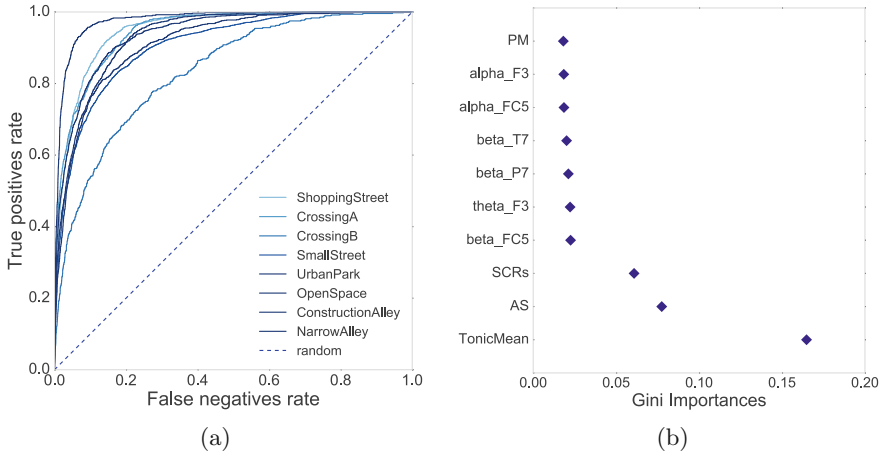 1.0
0.8
0.6
0.4
0.2
0.0
True positives rate
0.0 0.2 0.4 0.6 0.8 1.0
False negatives rate
ShoppingStreet
CrossingA
CrossingB
SmallStreet
UrbanPark
OpenSpace
ConstructionAlley
NarrowAlley
random
(a)
PM
alpha_F3
alpha_FC5
beta_T7
beta_P7
theta_F3
beta_FC5
SCRs
AS
TonicMean
0.00 0.05 0.10 0.15 0.20
Gini Importances
(b)